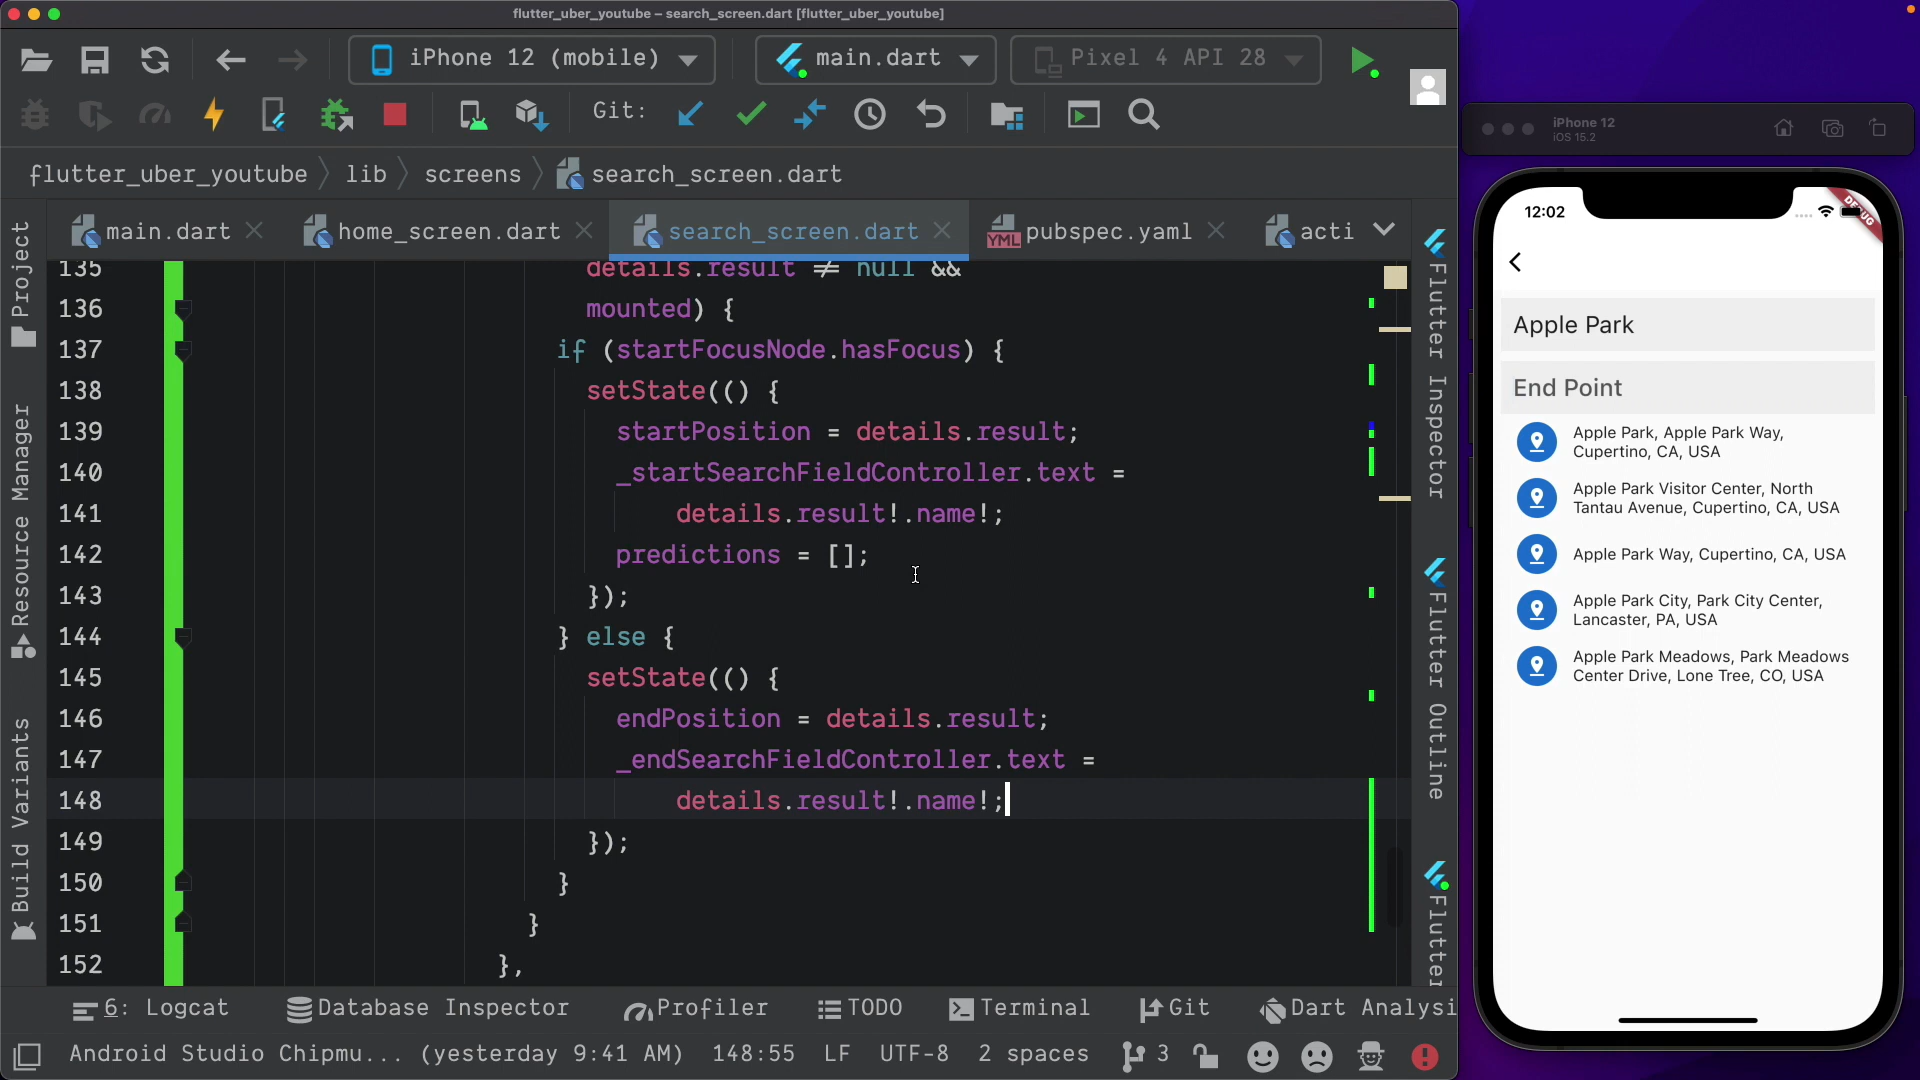 flutter_uber_youtube – search_screen.dart [flutter_uber_youtube]
iPhone 12 (mobile)
main.dart
Pixel 4 API 28
Git:
flutter_uber_youtube
lib
screens
search_screen.dart
main.dart
home_screen.dart
search_screen.dart
YML
pubspec.yaml
acti
Project
Resource Manager
Build Variants
135 details.result ≠ null &&
136 mounted) {
137 if (startFocusNode.hasFocus) {
138 setState(() {
139 startPosition = details.result;
140 _startSearchFieldController.text =
141 details.result!.name!;
142 predictions = [];
143 });
144 } else {
145 setState(() {
146 endPosition = details.result;
147 _endSearchFieldController.text =
148 details.result!.name!;
149 });
150 }
151 }
152 },
Flutter Inspector
Flutter Outline
Flutter
6: Logcat
Database Inspector
Profiler
TODO
Terminal
Git
Dart Analysi
Android Studio Chipmu... (yesterday 9:41 AM)
148:55
LF
UTF-8
2 spaces
3
iPhone 12
iOS 15.2
12:02
DEBUG
Apple Park
End Point
Apple Park, Apple Park Way,
Cupertino, CA, USA
Apple Park Visitor Center, North
Tantau Avenue, Cupertino, CA, USA
Apple Park Way, Cupertino, CA, USA
Apple Park City, Park City Center,
Lancaster, PA, USA
Apple Park Meadows, Park Meadows
Center Drive, Lone Tree, CO, USA